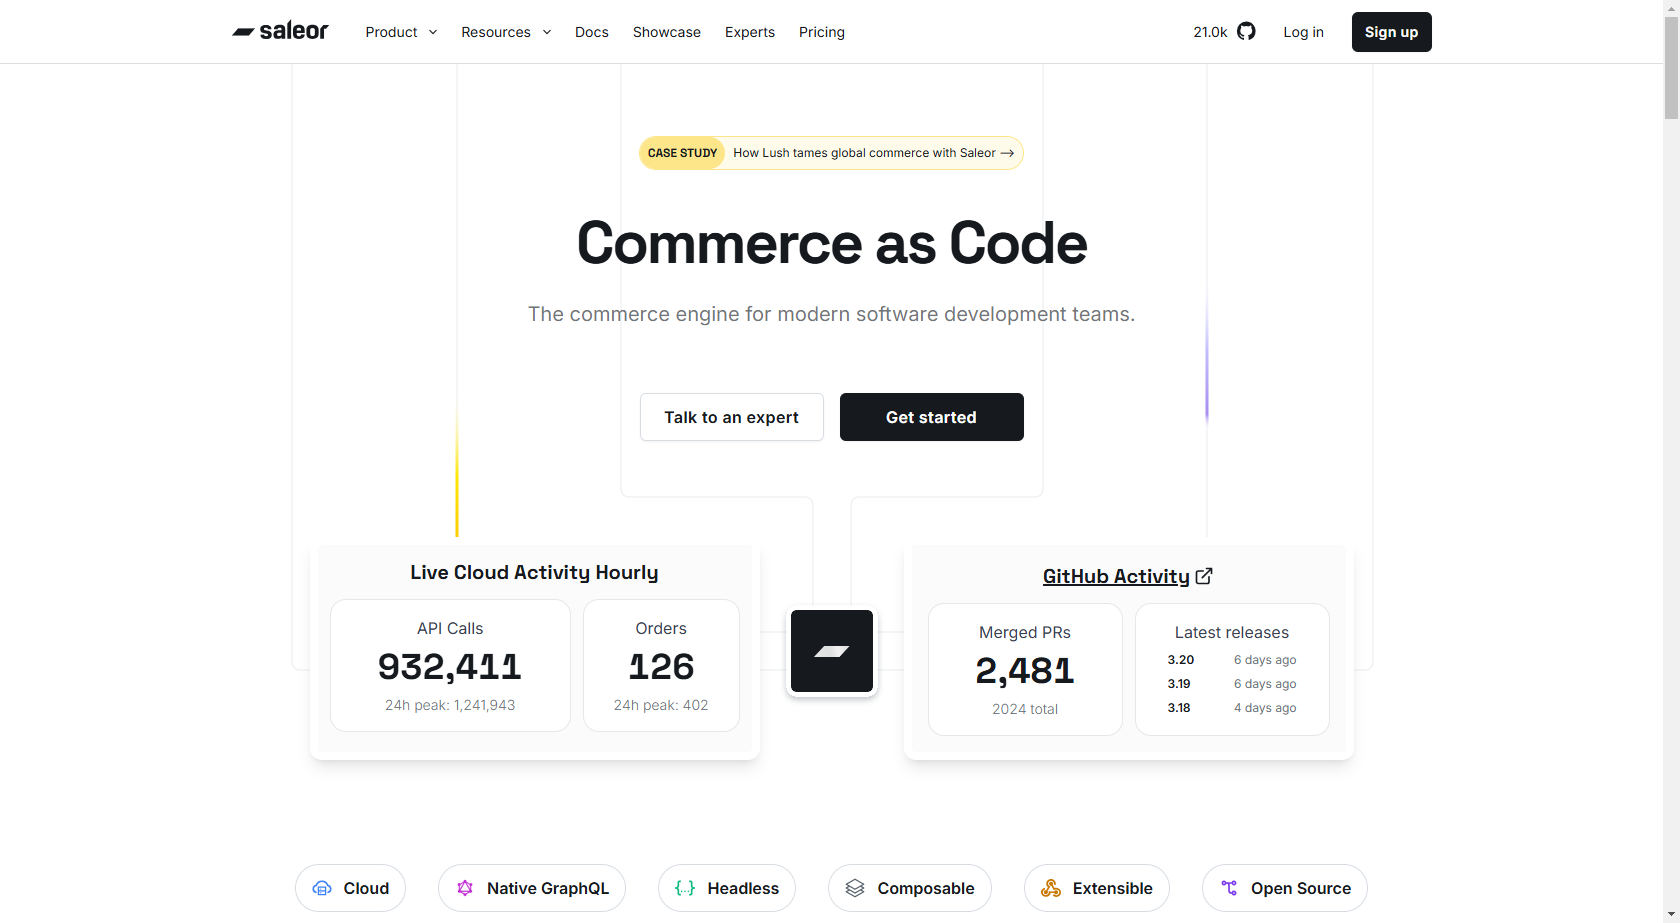 saleor Product Resources Docs Showcase Experts Pricing 21.0k Log in Sign up
CASE STUDY How Lush tames global commerce with Saleor →
Commerce as Code
The commerce engine for modern software development teams.
Talk to an expert Get started
Live Cloud Activity Hourly
API Calls
932,411
24h peak: 1,241,943
Orders
126
24h peak: 402
GitHub Activity
Merged PRs
2,481
2024 total
Latest releases
3.20 6 days ago
3.19 6 days ago
3.18 4 days ago
Cloud Native GraphQL Headless Composable Extensible Open Source